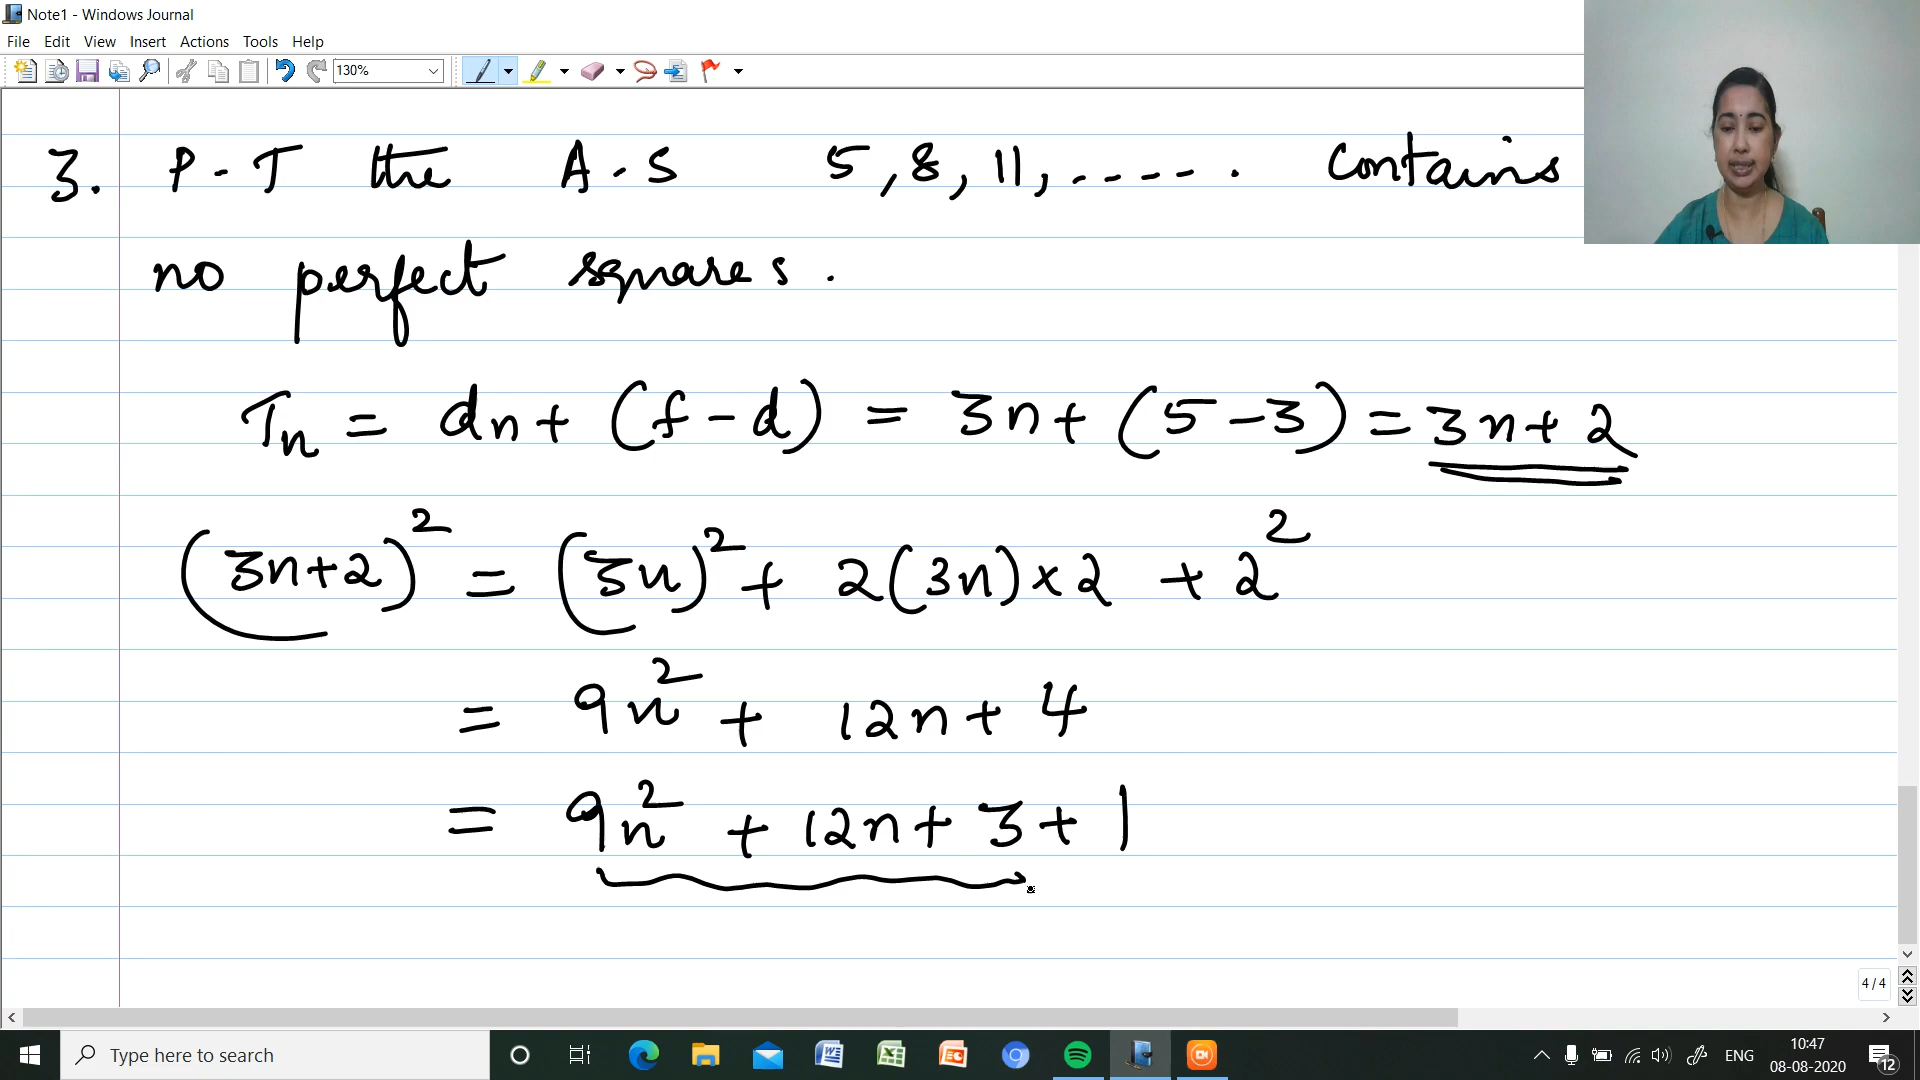 Note1 - Windows Journal
File Edit View Insert Actions Tools Help
130%
3. P-T the A-S 5, 8, 11, ...... contains
no perfect squares.
Tn = dn + (f - d) = 3n + (5 - 3) = 3n + 2
(3n+2)² = (3n)² + 2(3n) × 2 + 2²
= 9n² + 12n + 4
= 9n² + 12n + 3 + 1
4 / 4
Type here to search
ENG
10:47
08-08-2020
12